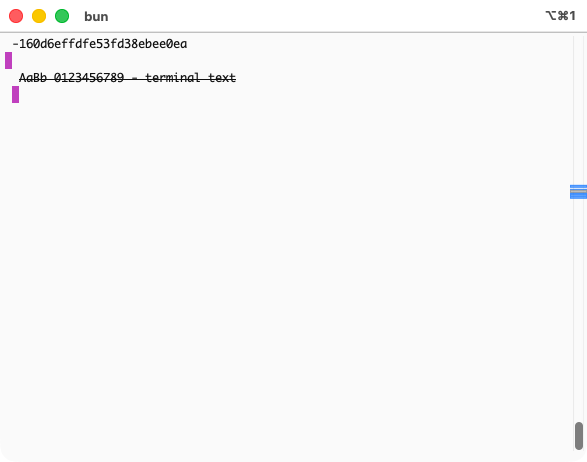 bun
⌥⌘1
-160d6effdfe53fd38ebee0ea
AaBb 0123456789 - terminal text